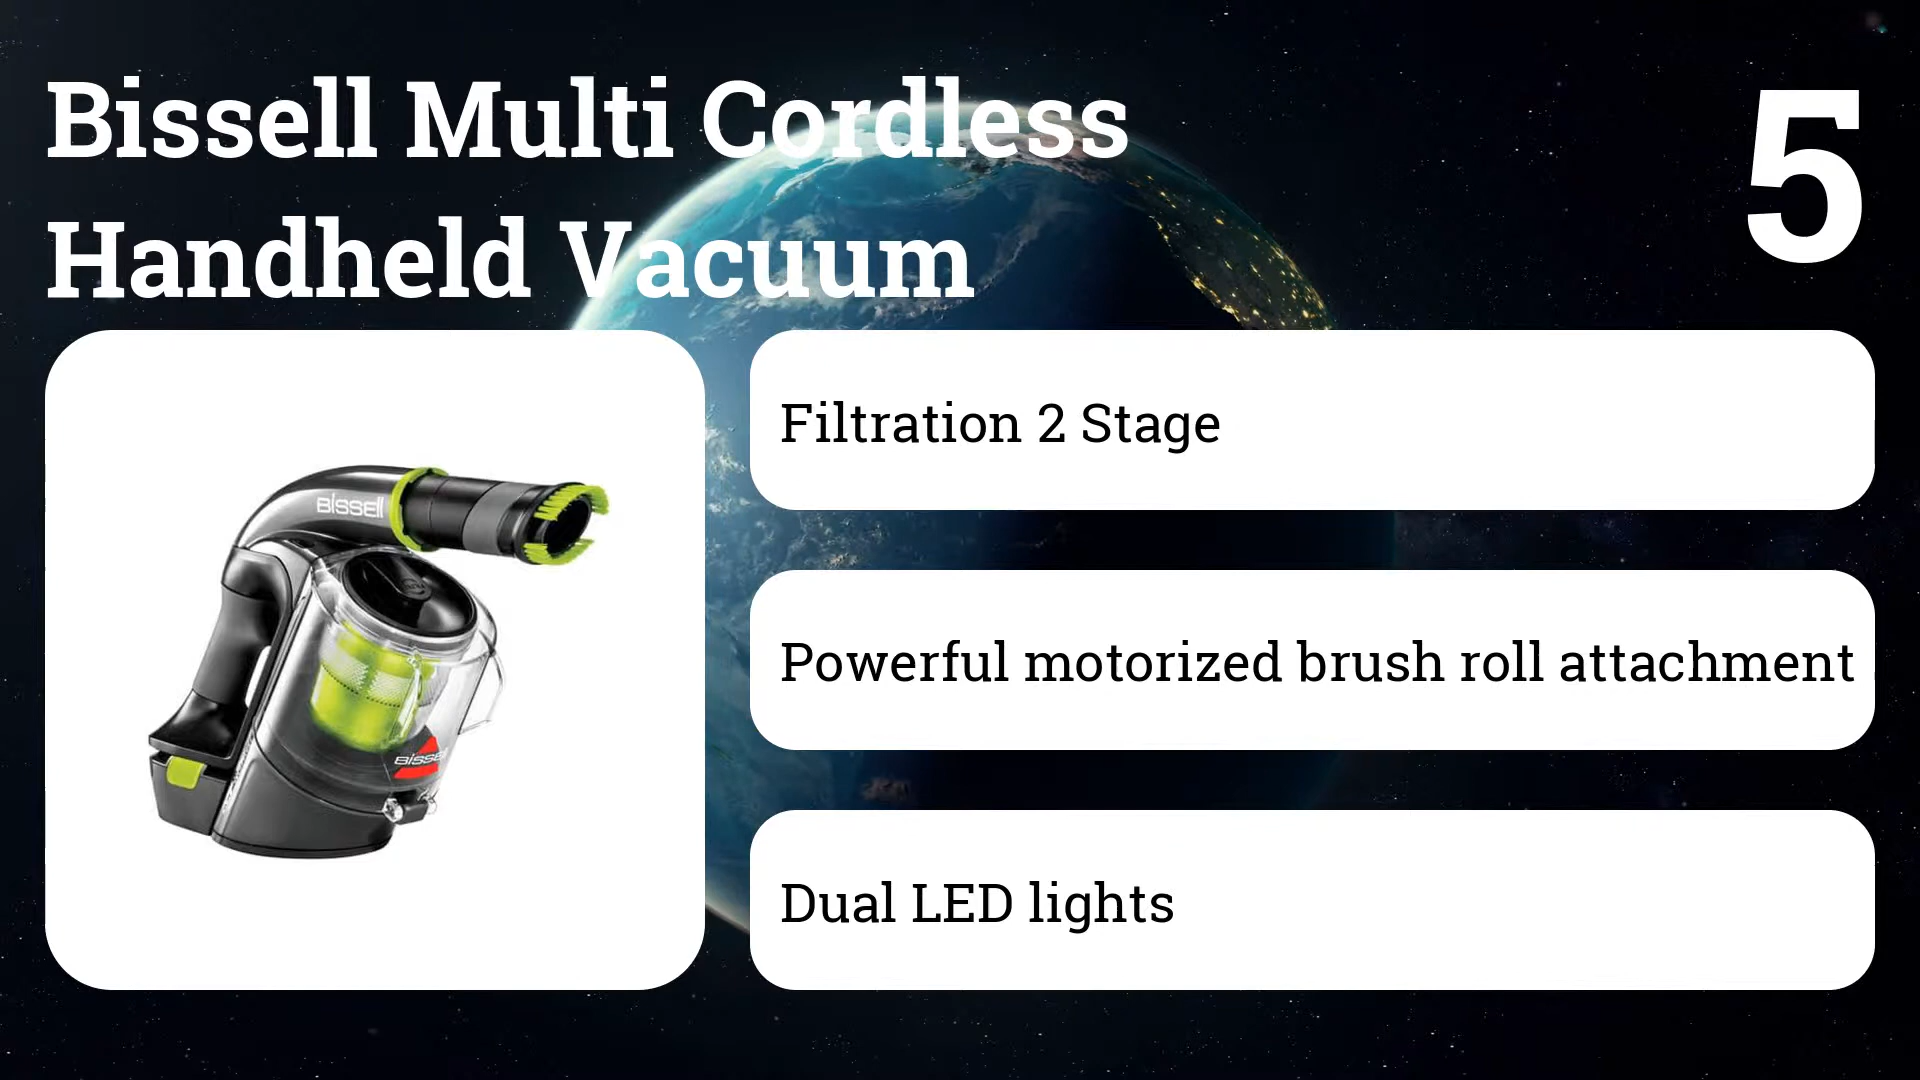 Bissell Multi Cordless
Handheld Vacuum
5
Filtration 2 Stage
Powerful motorized brush roll attachment
Dual LED lights
BISSELL